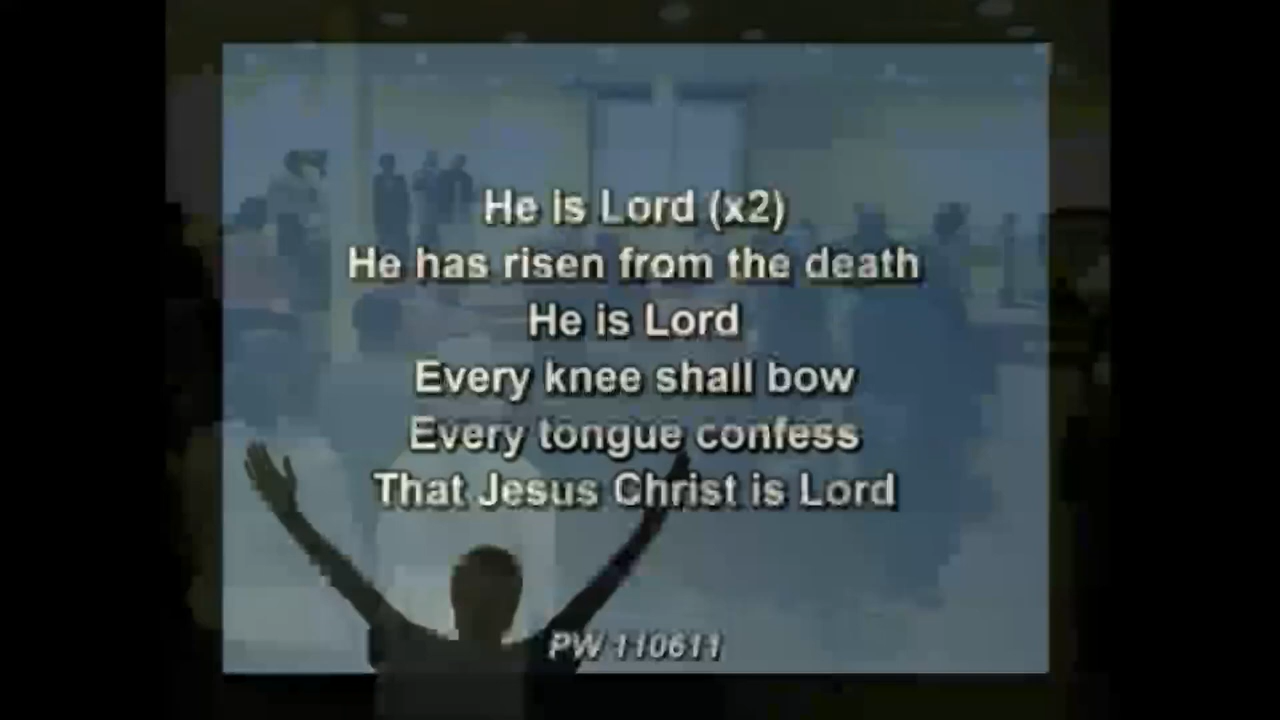 He is Lord (x2)
He has risen from the death
He is Lord
Every knee shall bow
Every tongue confess
That Jesus Christ is Lord
PW 110611